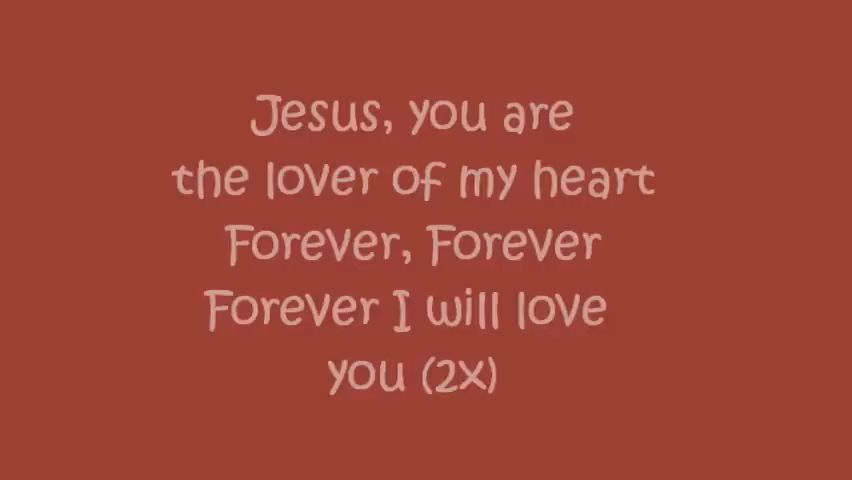 Jesus, you are
the lover of my heart
Forever, Forever
Forever I will love
you (2x)